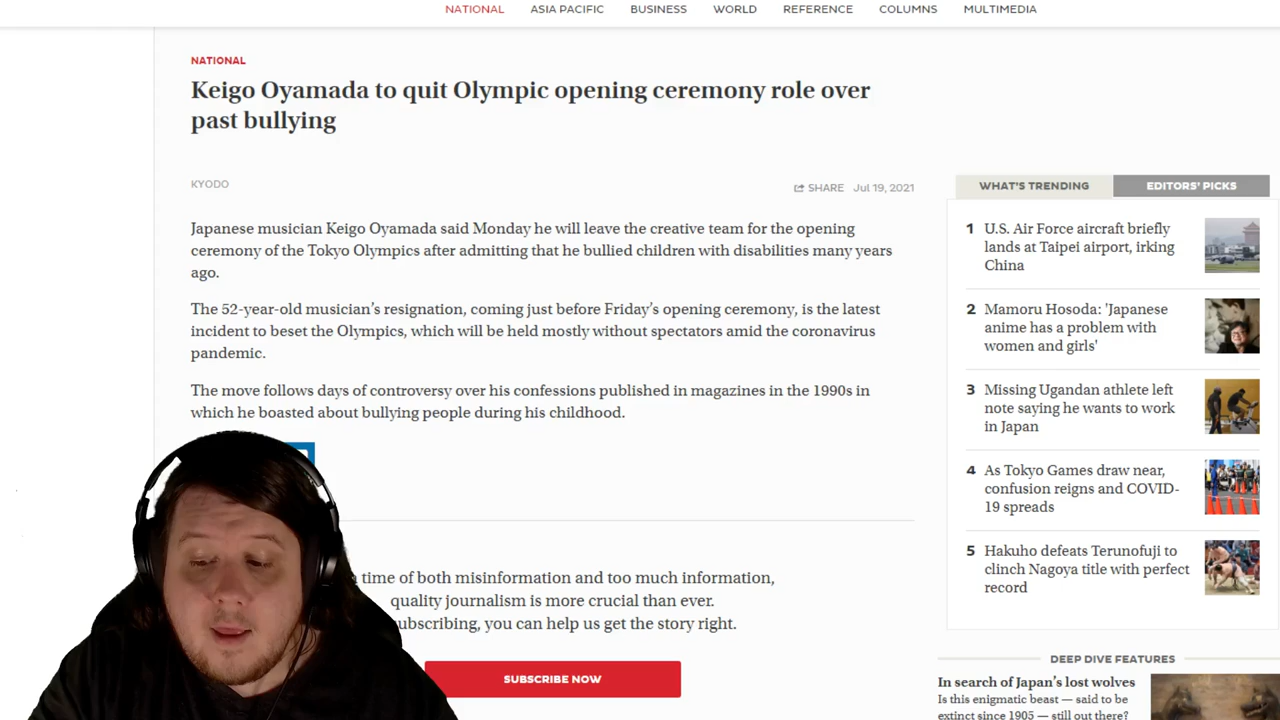 NATIONAL ASIA PACIFIC BUSINESS WORLD REFERENCE COLUMNS MULTIMEDIA
NATIONAL
Keigo Oyamada to quit Olympic opening ceremony role over
past bullying
KYODO
SHARE Jul 19, 2021
Japanese musician Keigo Oyamada said Monday he will leave the creative team for the opening
ceremony of the Tokyo Olympics after admitting that he bullied children with disabilities many years
ago.
The 52-year-old musician's resignation, coming just before Friday's opening ceremony, is the latest
incident to beset the Olympics, which will be held mostly without spectators amid the coronavirus
pandemic.
The move follows days of controversy over his confessions published in magazines in the 1990s in
which he boasted about bullying people during his childhood.
time of both misinformation and too much information,
quality journalism is more crucial than ever.
subscribing, you can help us get the story right.
SUBSCRIBE NOW
WHAT'S TRENDING EDITORS' PICKS
1 U.S. Air Force aircraft briefly
lands at Taipei airport, irking
China
2 Mamoru Hosoda: 'Japanese
anime has a problem with
women and girls'
3 Missing Ugandan athlete left
note saying he wants to work
in Japan
4 As Tokyo Games draw near,
confusion reigns and COVID-
19 spreads
5 Hakuho defeats Terunofuji to
clinch Nagoya title with perfect
record
DEEP DIVE FEATURES
In search of Japan's lost wolves
Is this enigmatic beast — said to be
extinct since 1905 — still out there?